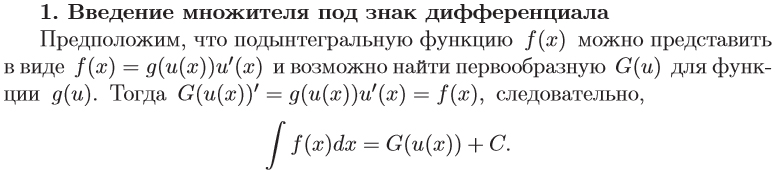 1. Введение множителя под знак дифференциала
Предположим, что подынтегральную функцию f(x) можно представить
в виде f(x) = g(u(x))u′(x) и возможно найти первообразную G(u) для функ-
ции g(u). Тогда G(u(x))′ = g(u(x))u′(x) = f(x), следовательно,
∫ f(x)dx = G(u(x)) + C.